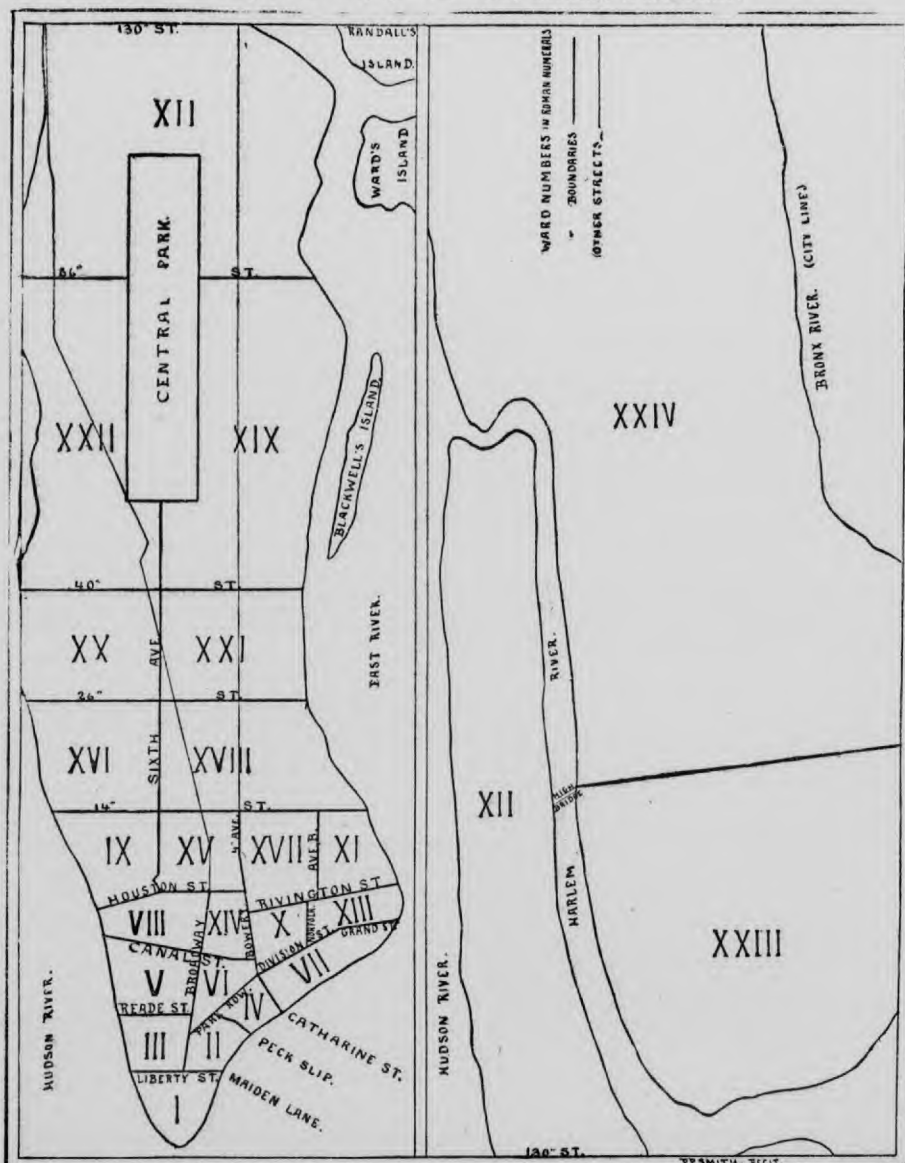 130TH ST.
RANDALL'S
ISLAND.
XII
WARD'S
ISLAND
CENTRAL PARK.
86TH ST.
XXII
XIX
BLACKWELL'S ISLAND.
40TH ST.
XX
AVE.
XXI
EAST RIVER.
26TH ST.
XVI
SIXTH
XVIII
14TH ST.
IX
XV
4TH AVE.
XVII
AVE. B.
XI
HOUSTON ST.
RIVINGTON ST
VIII
XIV
BOWERY
X
NORFOLK
XIII
CANAL ST.
BROADWAY
DIVISION ST.
GRAND ST.
V
VI
VII
READE ST.
PARK ROW.
IV
HUDSON RIVER.
III
II
CATHARINE ST.
PECK SLIP.
LIBERTY ST.
MAIDEN LANE.
I
WARD NUMBERS IN ROMAN NUMERALS
" BOUNDARIES
(OTHER STREETS
BRONX RIVER. (CITY LINE)
XXIV
RIVER.
HIGH
BRIDGE
XII
HARLEM
XXIII
HUDSON RIVER.
130TH ST.